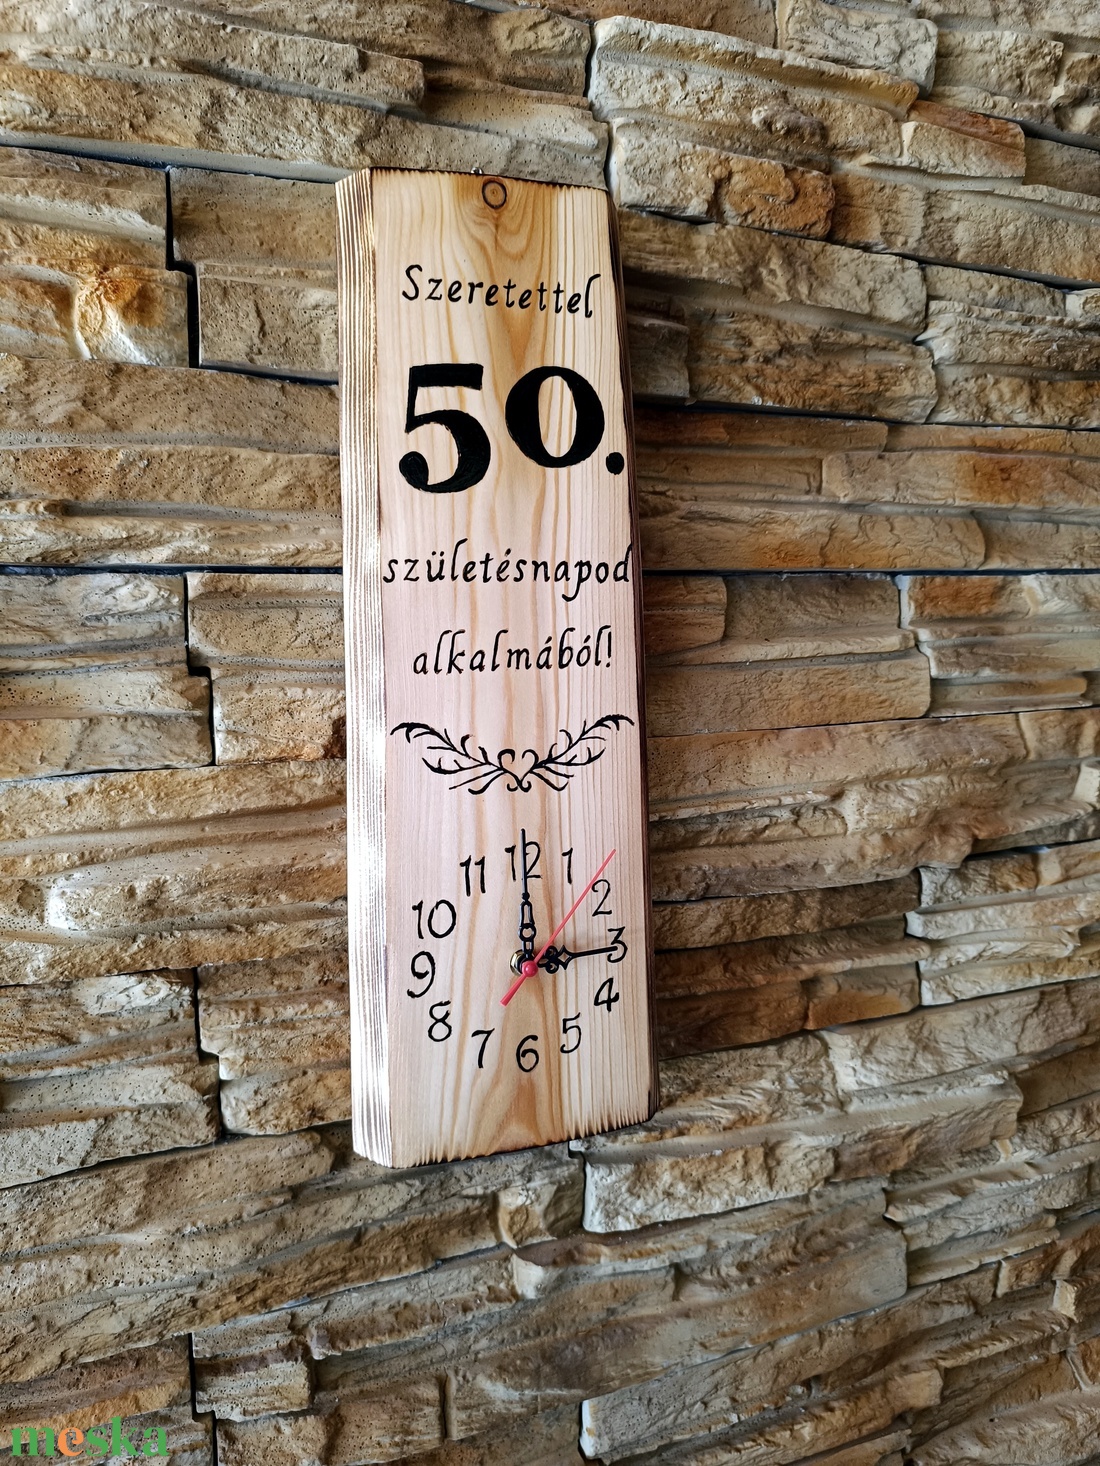 Szeretettel
50.
születésnapod
alkalmából!
11 12 1
10 2
9 3
8 4
7 6 5
meska